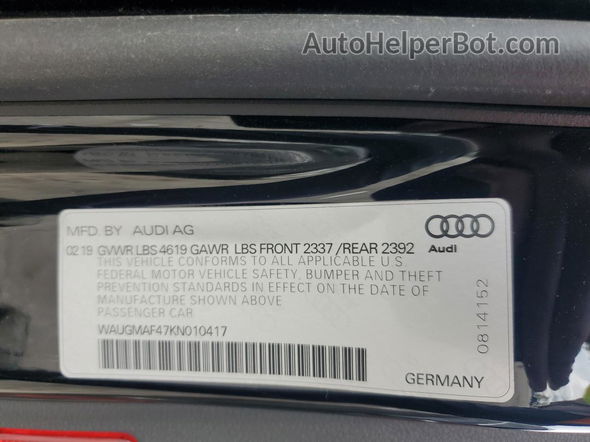 AutoHelperBot.com
MFD. BY AUDI AG
02.19 GVWR LBS 4619 GAWR LBS FRONT 2337 /REAR 2392
THIS VEHICLE CONFORMS TO ALL APPLICABLE U.S.
FEDERAL MOTOR VEHICLE SAFETY, BUMPER AND THEFT
PREVENTION STANDARDS IN EFFECT ON THE DATE OF
MANUFACTURE SHOWN ABOVE
PASSENGER CAR
WAUGMAF47KN010417
Audi
0814152
GERMANY